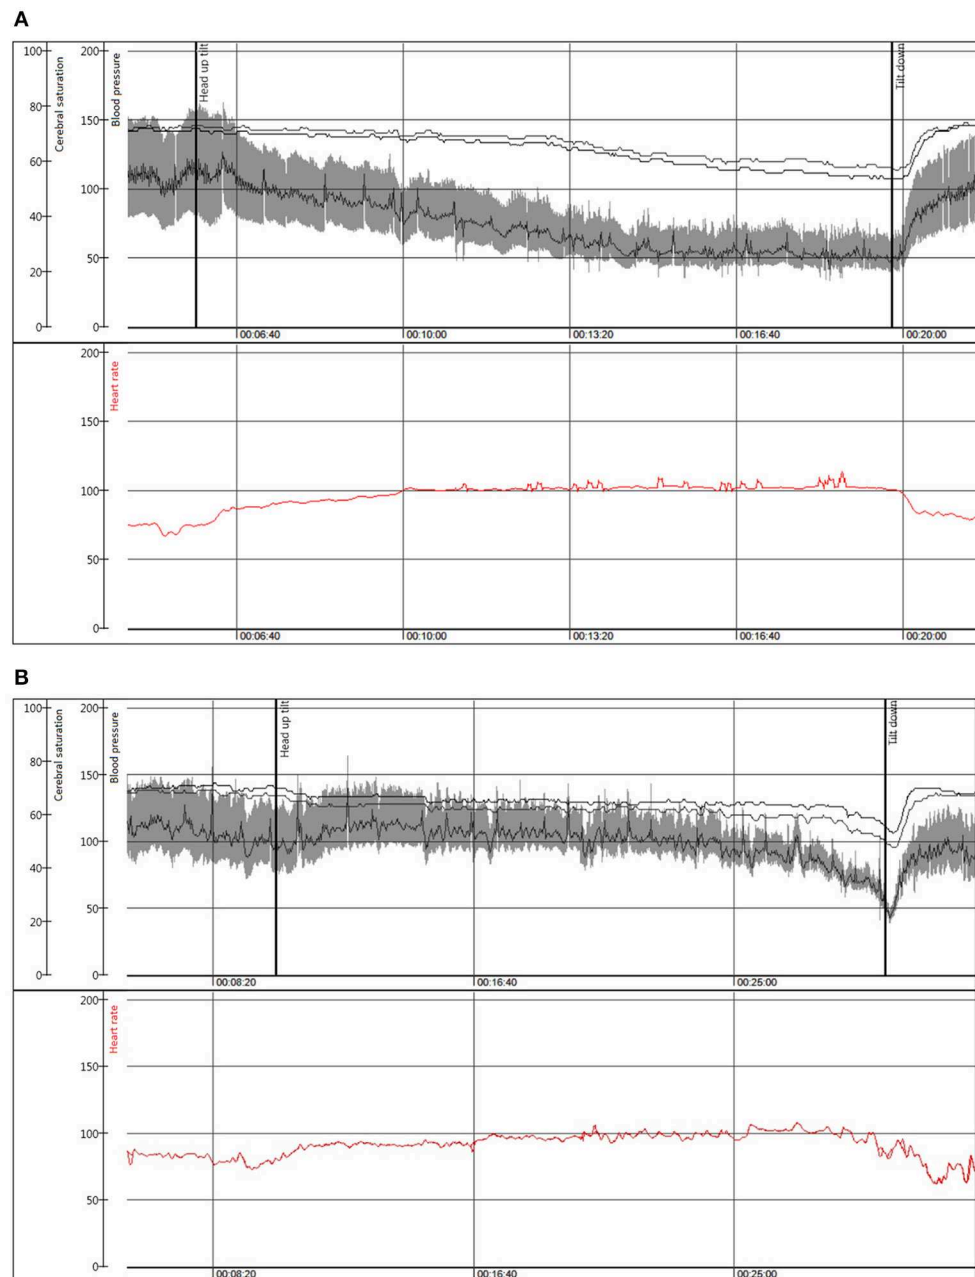 A
Cerebral saturation
Blood pressure
Head up tilt
Tilt down
100
80
60
40
20
0
200
150
100
50
0
00:06:40 00:10:00 00:13:20 00:16:40 00:20:00
Heart rate
200
150
100
50
0
00:06:40 00:10:00 00:13:20 00:16:40 00:20:00
B
Cerebral saturation
Blood pressure
Head up tilt
Tilt down
100
80
60
40
20
0
200
150
100
50
0
00:08:20 00:16:40 00:25:00
Heart rate
200
150
100
50
0
00:08:20 00:16:40 00:25:00